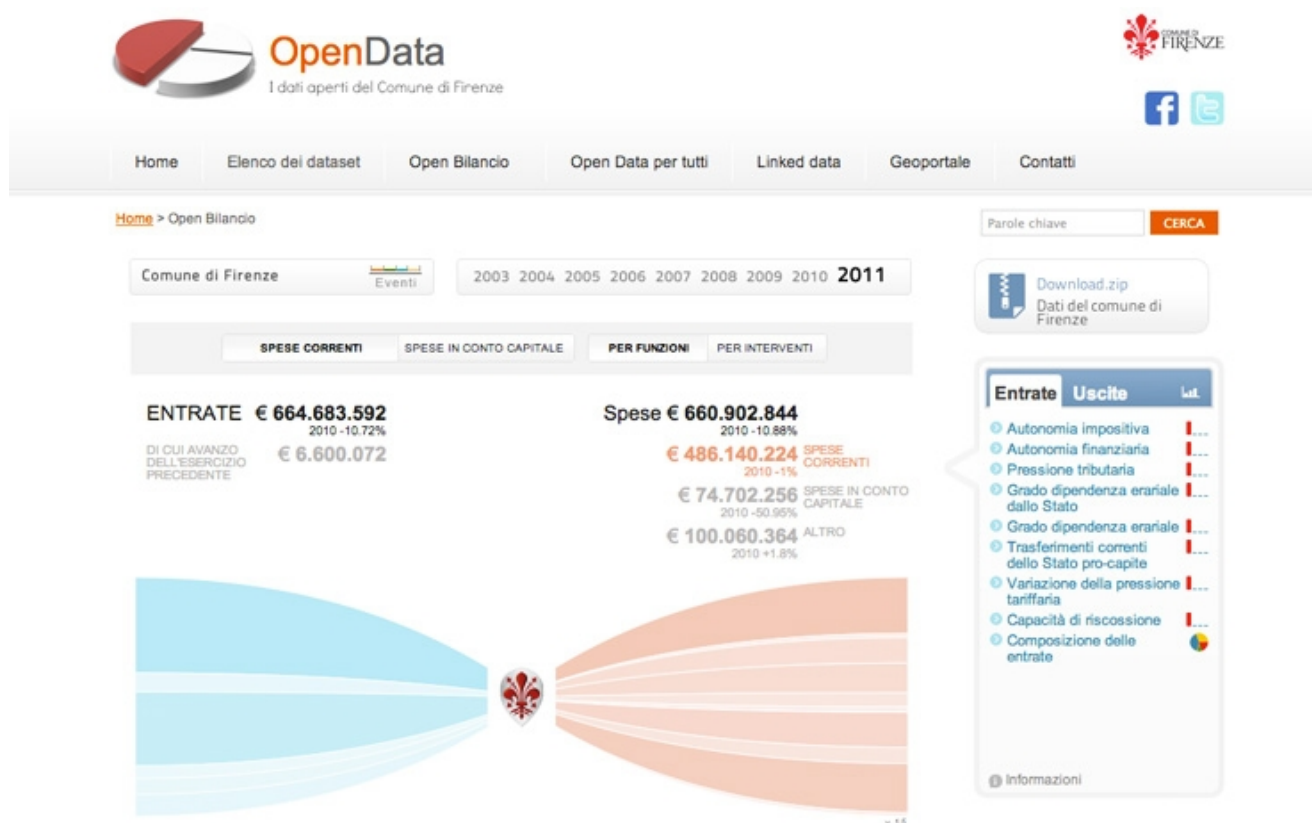 OpenData
I dati aperti del Comune di Firenze
COMUNE DI
FIRENZE
Home Elenco dei dataset Open Bilancio Open Data per tutti Linked data Geoportale Contatti
Home > Open Bilancio
Parole chiave CERCA
Comune di Firenze Eventi 2003 2004 2005 2006 2007 2008 2009 2010 2011
Download.zip
Dati del comune di
Firenze
SPESE CORRENTI SPESE IN CONTO CAPITALE PER FUNZIONI PER INTERVENTI
ENTRATE € 664.683.592
2010 -10.72%
DI CUI AVANZO
DELL'ESERCIZIO
PRECEDENTE
€ 6.600.072
Spese € 660.902.844
2010 -10.88%
€ 486.140.224 SPESE
CORRENTI
2010 -1%
€ 74.702.256 SPESE IN CONTO
CAPITALE
2010 -50.95%
€ 100.060.364 ALTRO
2010 +1.8%
Entrate Uscite
Autonomia impositiva
Autonomia finanziaria
Pressione tributaria
Grado dipendenza erariale
dallo Stato
Grado dipendenza erariale
Trasferimenti correnti
dello Stato pro-capite
Variazione della pressione
tariffaria
Capacità di riscossione
Composizione delle
entrate
Informazioni